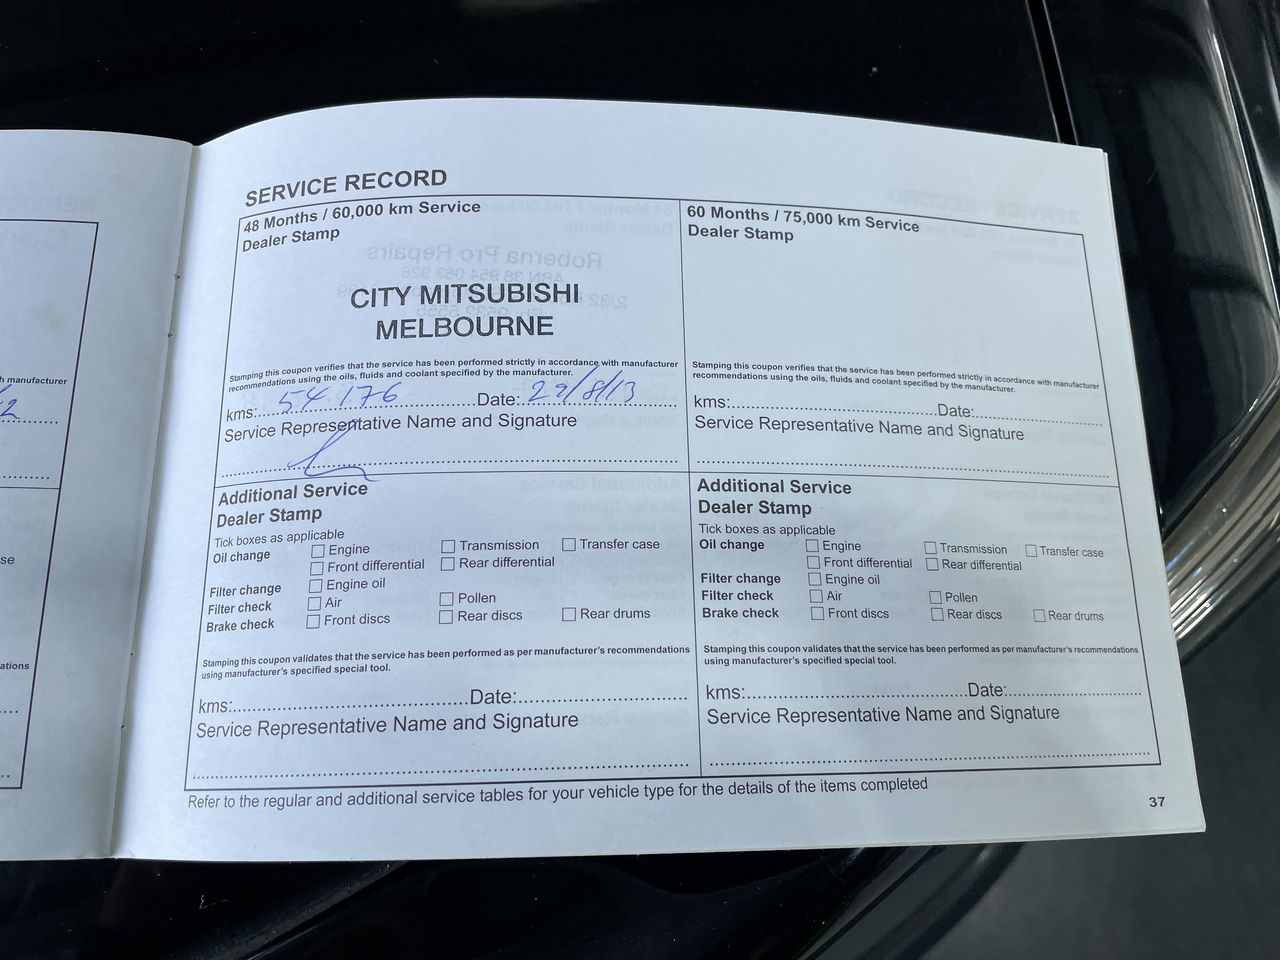 SERVICE RECORD
48 Months / 60,000 km Service
Dealer Stamp
CITY MITSUBISHI
MELBOURNE
Stamping this coupon verifies that the service has been performed strictly in accordance with manufacturer
recommendations using the oils, fluids and coolant specified by the manufacturer.
kms: 54176 Date: 29/8/13
Service Representative Name and Signature
60 Months / 75,000 km Service
Dealer Stamp
Stamping this coupon verifies that the service has been performed strictly in accordance with manufacturer
recommendations using the oils, fluids and coolant specified by the manufacturer.
kms: Date:
Service Representative Name and Signature
Additional Service
Dealer Stamp
Tick boxes as applicable
Oil change Engine Transmission Transfer case
Front differential Rear differential
Filter change Engine oil
Filter check Air Pollen
Brake check Front discs Rear discs Rear drums
Stamping this coupon validates that the service has been performed as per manufacturer's recommendations
using manufacturer's specified special tool.
kms: Date:
Service Representative Name and Signature
Additional Service
Dealer Stamp
Tick boxes as applicable
Oil change Engine Transmission Transfer case
Front differential Rear differential
Filter change Engine oil
Filter check Air Pollen
Brake check Front discs Rear discs Rear drums
Stamping this coupon validates that the service has been performed as per manufacturer's recommendations
using manufacturer's specified special tool.
kms: Date:
Service Representative Name and Signature
Refer to the regular and additional service tables for your vehicle type for the details of the items completed
37